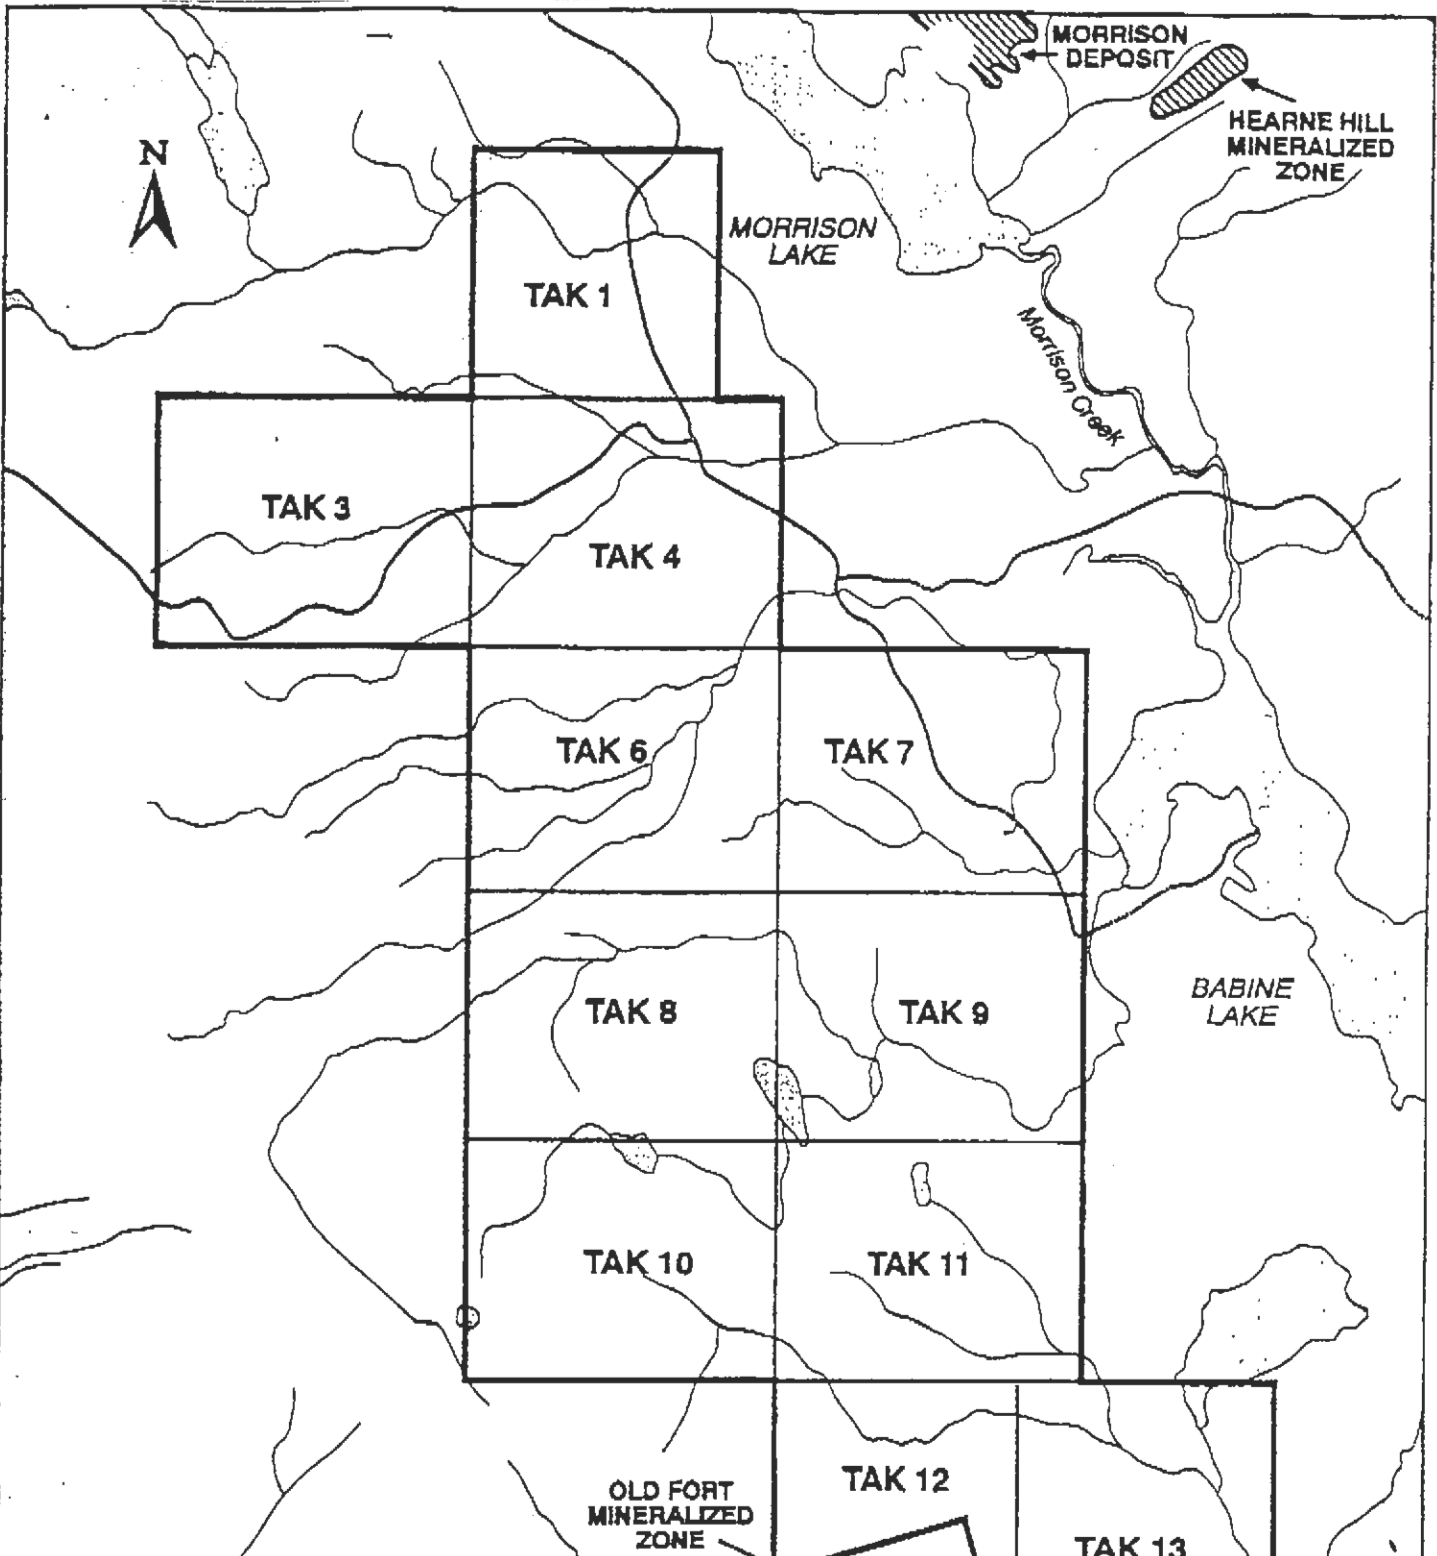 MORRISON
DEPOSIT
HEARNE HILL
MINERALIZED
ZONE
N
MORRISON
LAKE
TAK 1
Morrison Creek
TAK 3
TAK 4
TAK 6
TAK 7
TAK 8
TAK 9
BABINE
LAKE
TAK 10
TAK 11
TAK 12
OLD FORT
MINERALIZED
ZONE
TAK 13